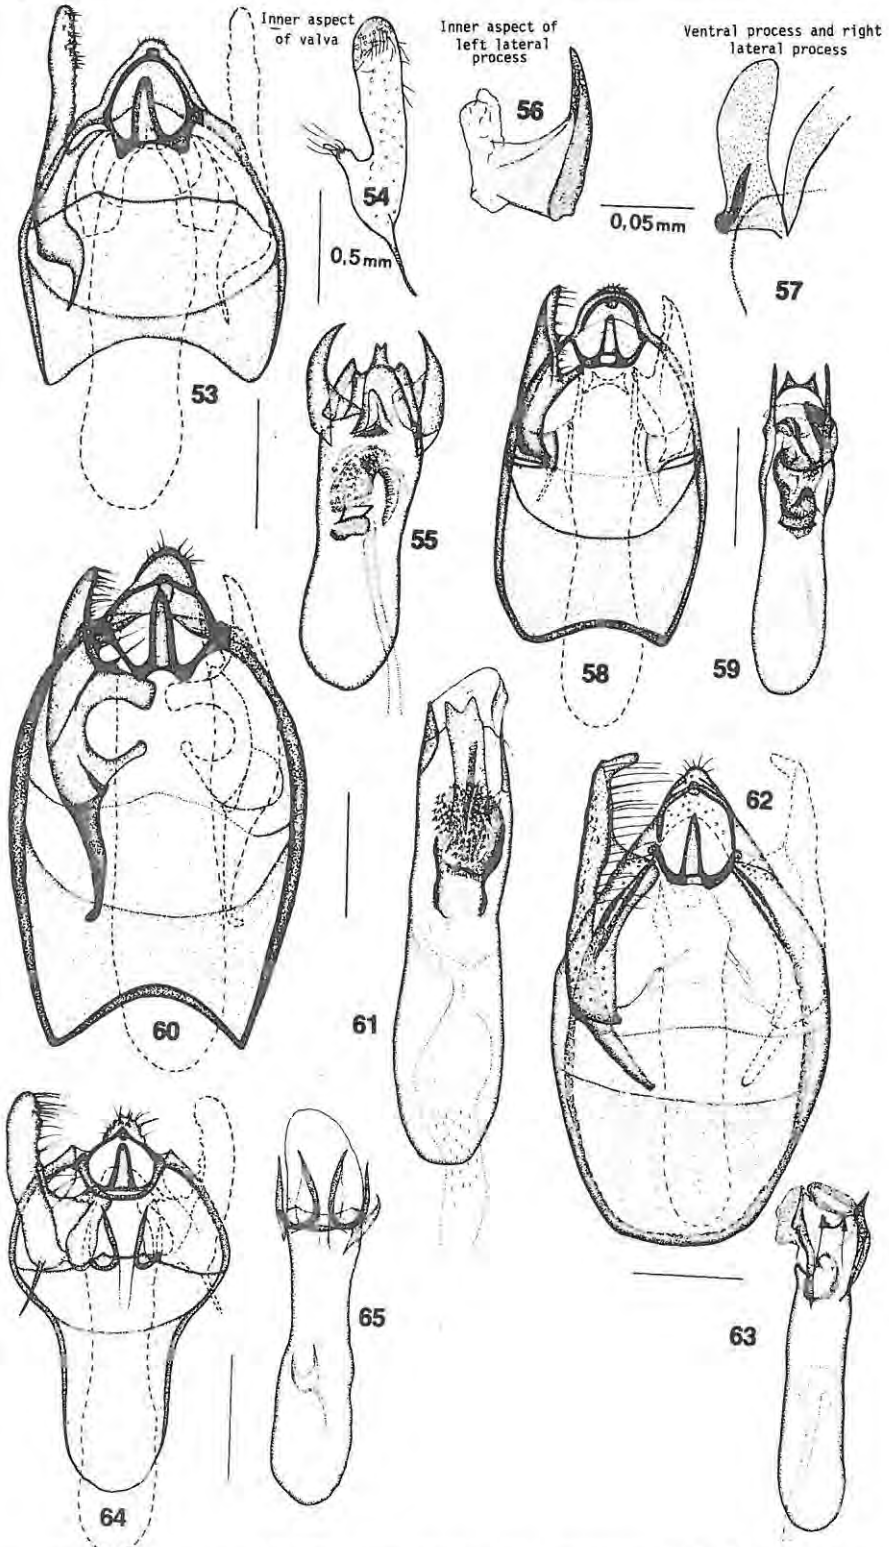 Inner aspect
of valva
Inner aspect of
left lateral
process
Ventral process and right
lateral process
56
54
0,05mm
0,5mm
57
53
55
58
59
62
60
61
65
63
64